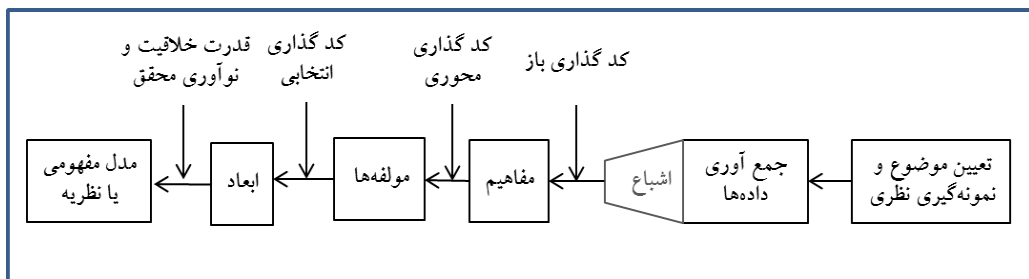 کد گذاری باز
کد گذاری
محوری
کد گذاری
انتخابی
قدرت خلاقیت و
نوآوری محقق
تعیین موضوع و
نمونه‌گیری نظری
جمع آوری
داده‌ها
اشباع
مفاهیم
مولفه‌ها
ابعاد
مدل مفهومی
یا نظریه